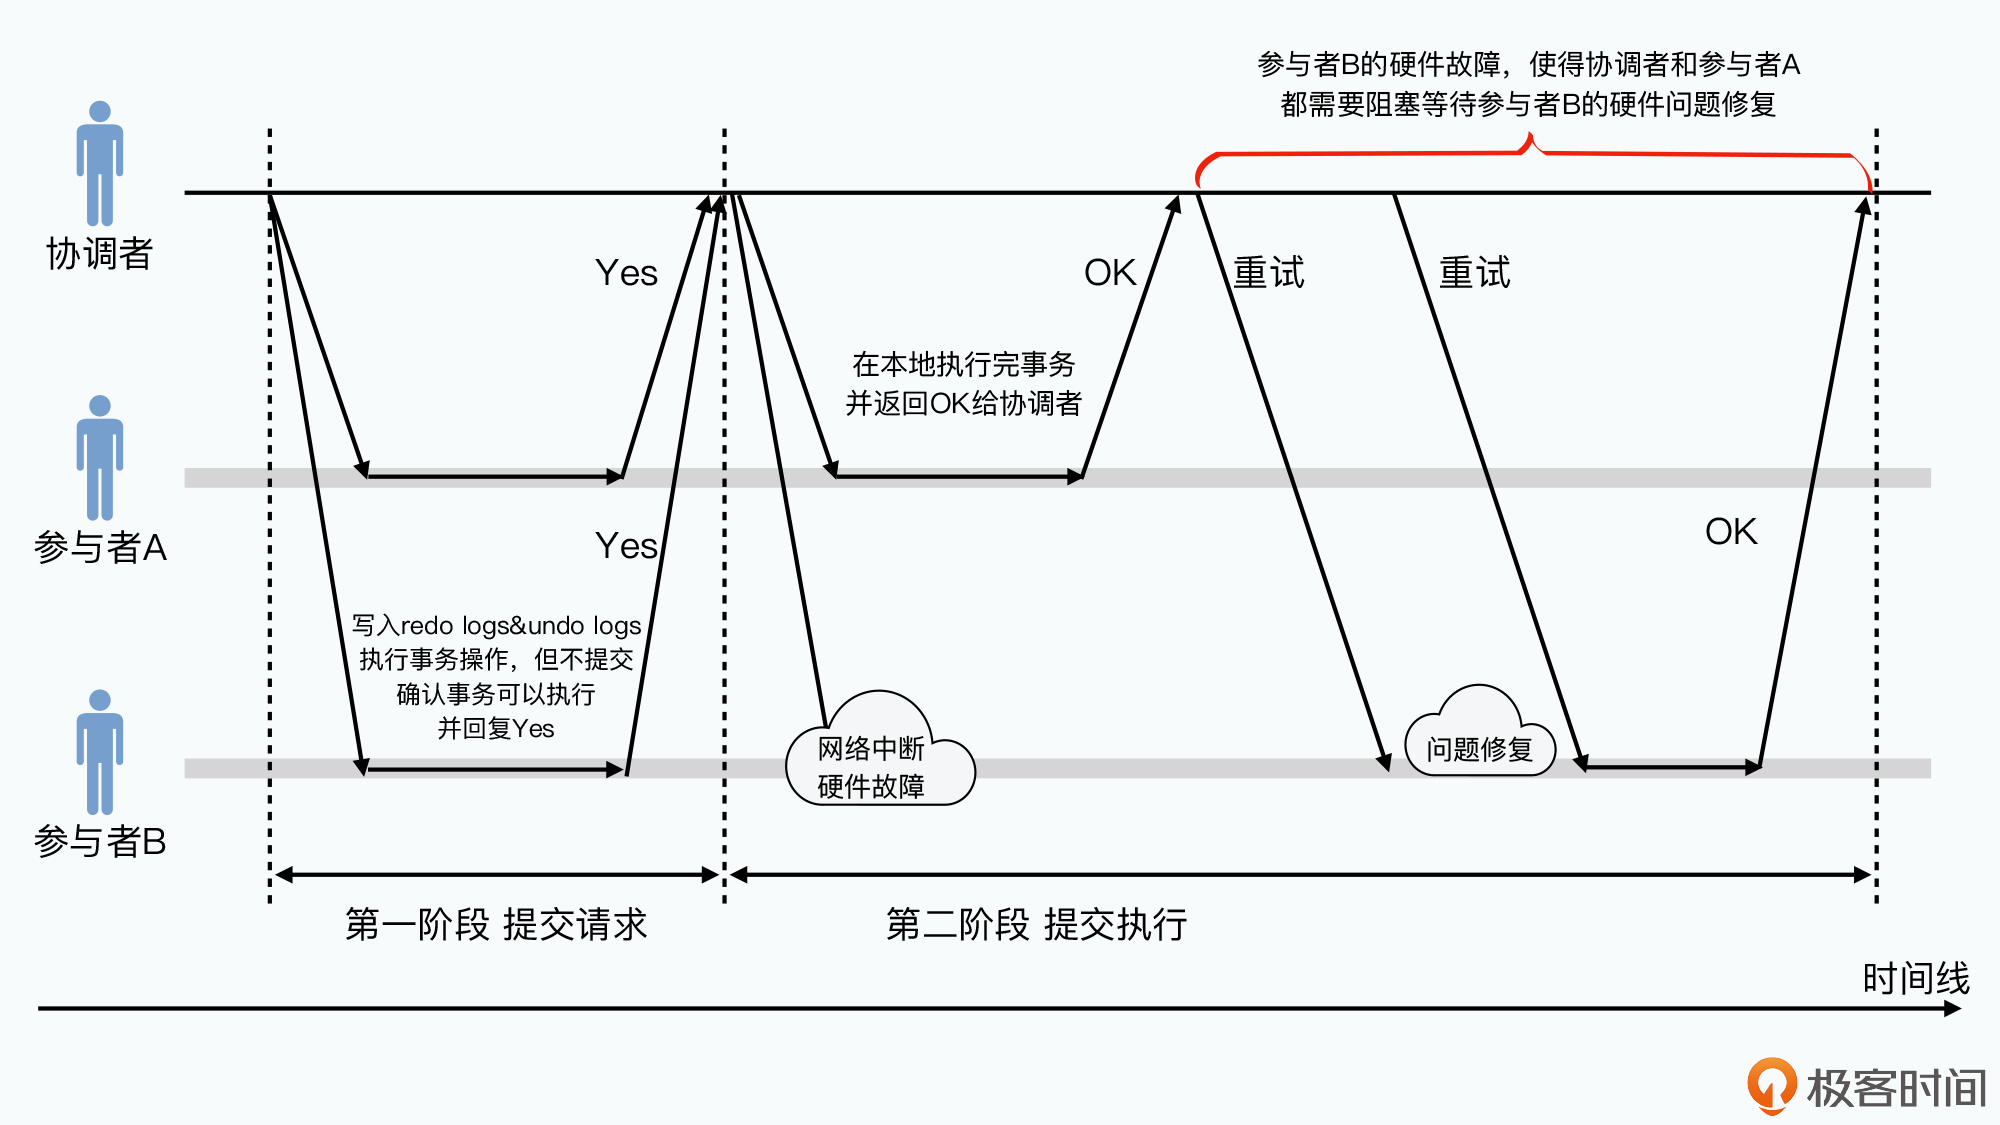 参与者B的硬件故障，使得协调者和参与者A
都需要阻塞等待参与者B的硬件问题修复
协调者
Yes
OK
重试
重试
在本地执行完事务
并返回OK给协调者
参与者A
Yes
OK
写入redo logs&undo logs
执行事务操作，但不提交
确认事务可以执行
并回复Yes
网络中断
硬件故障
问题修复
参与者B
第一阶段 提交请求
第二阶段 提交执行
时间线
极客时间